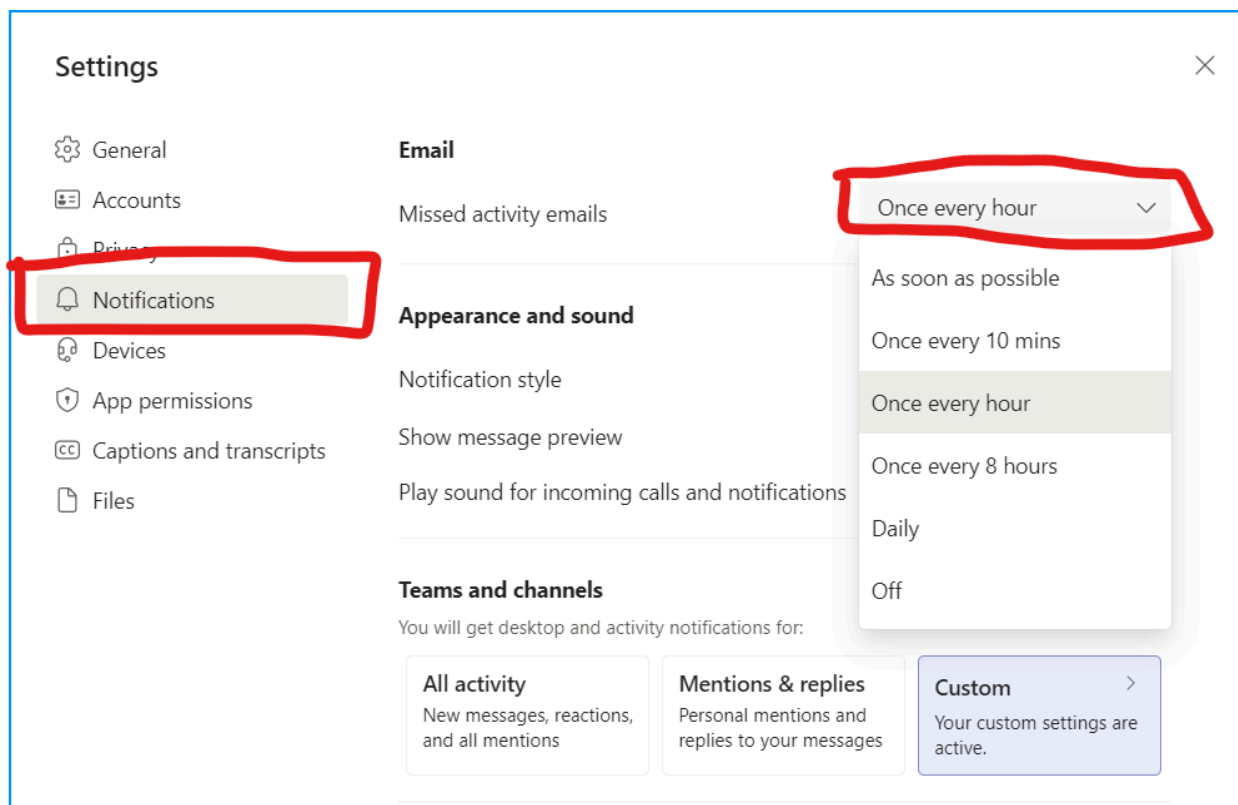 Settings
General
Accounts
Privacy
Notifications
Devices
App permissions
CC Captions and transcripts
Files
Email
Missed activity emails
Once every hour
As soon as possible
Once every 10 mins
Once every hour
Once every 8 hours
Daily
Off
Appearance and sound
Notification style
Show message preview
Play sound for incoming calls and notifications
Teams and channels
You will get desktop and activity notifications for:
All activity
New messages, reactions,
and all mentions
Mentions & replies
Personal mentions and
replies to your messages
Custom
Your custom settings are
active.